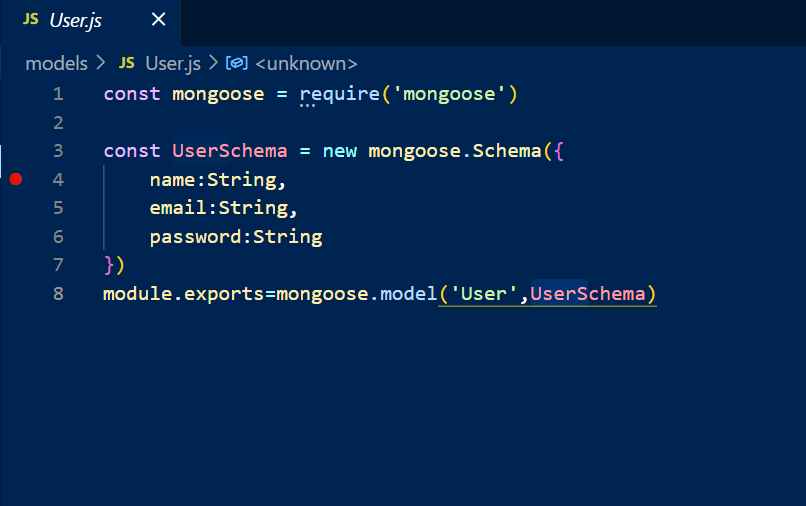 JS User.js ×
models > JS User.js > <unknown>
1 const mongoose = require('mongoose')
2
3 const UserSchema = new mongoose.Schema({
4 name:String,
5 email:String,
6 password:String
7 })
8 module.exports=mongoose.model('User',UserSchema)